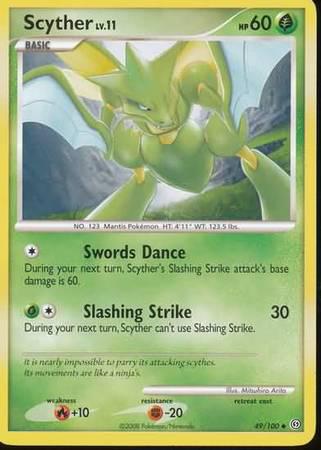 Scyther LV.11 HP 60
BASIC
NO. 123 Mantis Pokémon. HT: 4'11" WT: 123.5 lbs.
Swords Dance
During your next turn, Scyther's Slashing Strike attack's base
damage is 60.
Slashing Strike 30
During your next turn, Scyther can't use Slashing Strike.
It is nearly impossible to parry its attacking scythes.
Its movements are like a ninja's.
Illus. Mitsuhiro Arita
weakness resistance retreat cost
+10 -20
©2008 Pokémon/Nintendo 49/100